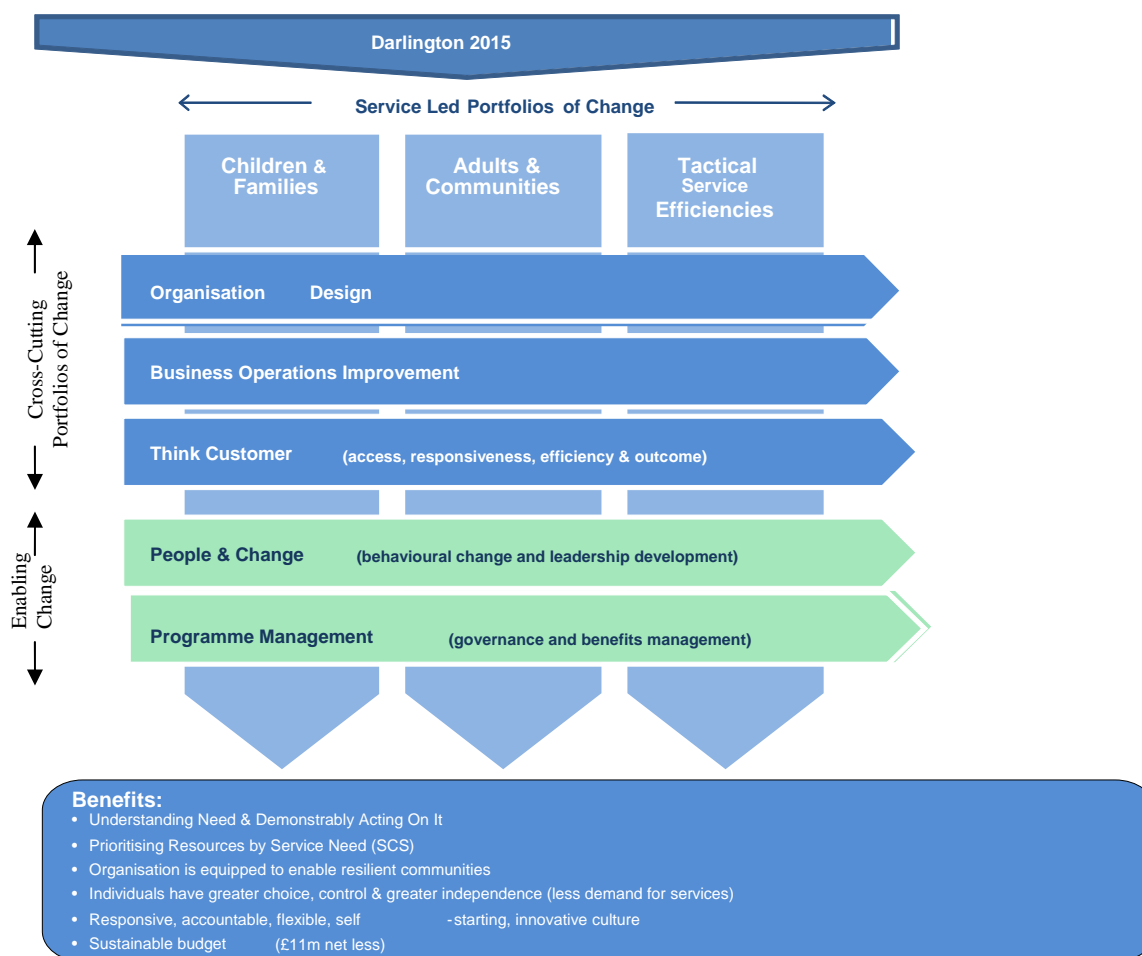 Darlington 2015
Service Led Portfolios of Change
Children &
Families
Adults &
Communities
Tactical
Service
Efficiencies
Cross-Cutting
Portfolios of Change
Organisation Design
Business Operations Improvement
Think Customer (access, responsiveness, efficiency & outcome)
Enabling
Change
People & Change (behavioural change and leadership development)
Programme Management (governance and benefits management)
Benefits:
• Understanding Need & Demonstrably Acting On It
• Prioritising Resources by Service Need (SCS)
• Organisation is equipped to enable resilient communities
• Individuals have greater choice, control & greater independence (less demand for services)
• Responsive, accountable, flexible, self -starting, innovative culture
• Sustainable budget (£11m net less)